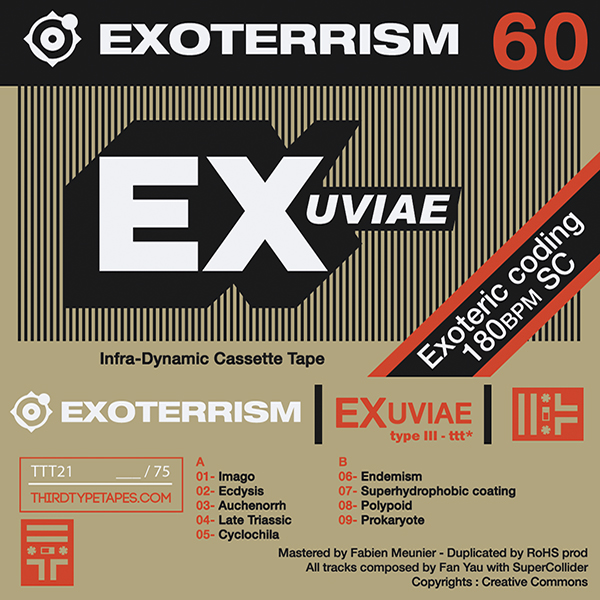 EXOTERRISM 60
EXUVIAE
Exoteric coding
180BPM SC
Infra-Dynamic Cassette Tape
EXOTERRISM
EXUVIAE
type III - ttt*
TTT21 ___ / 75
THIRDTYPETAPES.COM
A
01- Imago
02- Ecdysis
03- Auchenorrh
04- Late Triassic
05- Cyclochila
B
06- Endemism
07- Superhydrophobic coating
08- Polypoid
09- Prokaryote
Mastered by Fabien Meunier - Duplicated by RoHS prod
All tracks composed by Fan Yau with SuperCollider
Copyrights : Creative Commons